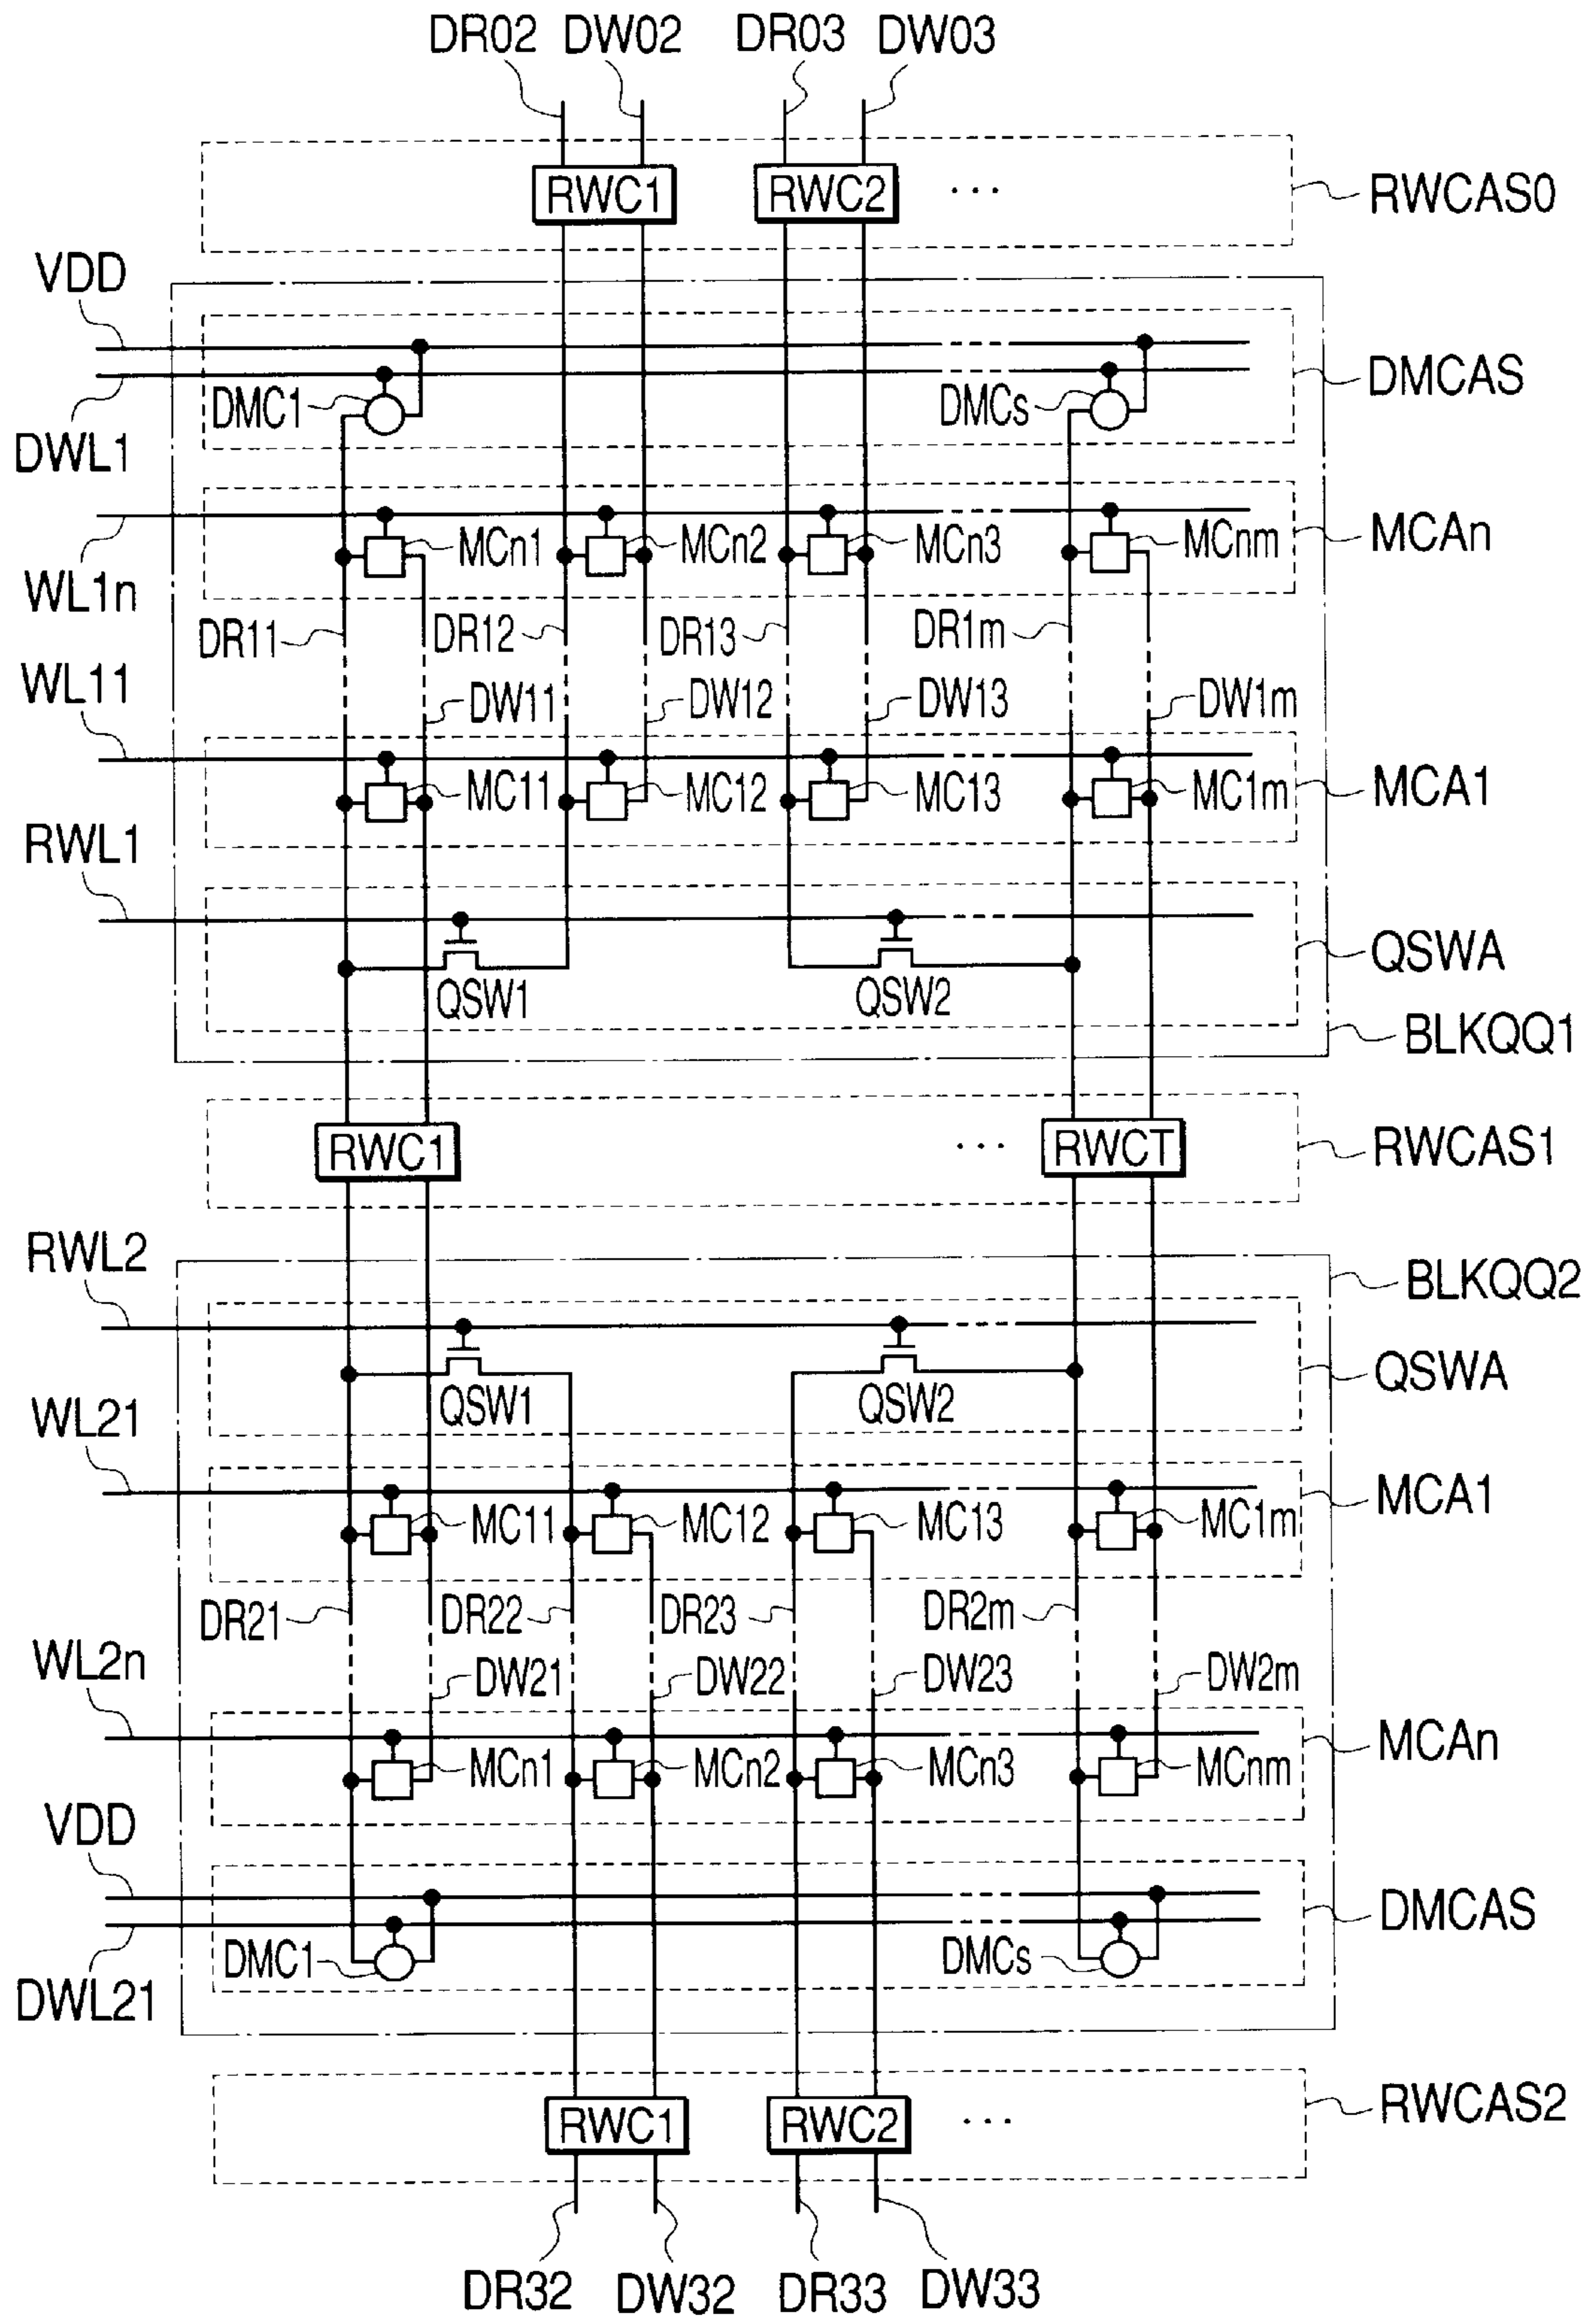 DR02 DW02 DR03 DW03
RWC1 RWC2 ... RWCAS0
VDD
DMC1 DMCs DMCAS
DWL1
MCn1 MCn2 MCn3 MCnm MCAn
WL1n
DR11 DR12 DR13 DR1m
WL11
DW11 DW12 DW13 DW1m
MC11 MC12 MC13 MC1m MCA1
RWL1
QSWA
QSW1 QSW2
BLKQQ1
RWC1 ... RWCT RWCAS1
RWL2
BLKQQ2
QSWA
QSW1 QSW2
WL21
MCA1
MC11 MC12 MC13 MC1m
DR21 DR22 DR23 DR2m
WL2n
DW21 DW22 DW23 DW2m
MCAn
MCn1 MCn2 MCn3 MCnm
VDD
DMCAS
DMC1 DMCs
DWL21
RWCAS2
RWC1 RWC2 ...
DR32 DW32 DR33 DW33